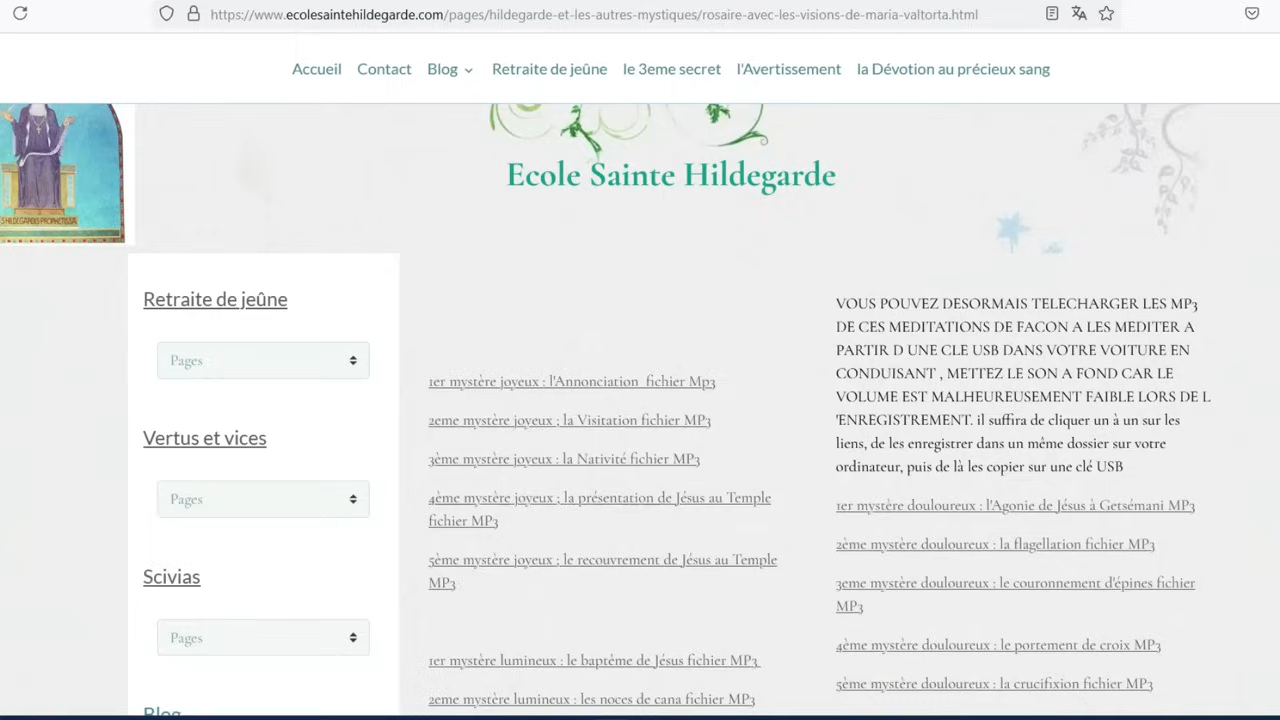 https://www.ecolesaintehildegarde.com/pages/hildegarde-et-les-autres-mystiques/rosaire-avec-les-visions-de-maria-valtorta.html
Accueil Contact Blog Retraite de jeûne le 3eme secret l'Avertissement la Dévotion au précieux sang
S HILDEGARDIS PROPHETISSA
Ecole Sainte Hildegarde
Retraite de jeûne
Pages
Vertus et vices
Pages
Scivias
Pages
Blog
1er mystère joyeux : l'Annonciation fichier Mp3
2eme mystère joyeux ; la Visitation fichier MP3
3ème mystère joyeux : la Nativité fichier MP3
4ème mystère joyeux ; la présentation de Jésus au Temple
fichier MP3
5ème mystère joyeux ; le recouvrement de Jésus au Temple
MP3
1er mystère lumineux : le baptême de Jésus fichier MP3
2eme mystère lumineux : les noces de cana fichier MP3
VOUS POUVEZ DESORMAIS TELECHARGER LES MP3
DE CES MEDITATIONS DE FACON A LES MEDITER A
PARTIR D UNE CLE USB DANS VOTRE VOITURE EN
CONDUISANT , METTEZ LE SON A FOND CAR LE
VOLUME EST MALHEUREUSEMENT FAIBLE LORS DE L
'ENREGISTREMENT. il suffira de cliquer un à un sur les
liens, de les enregistrer dans un même dossier sur votre
ordinateur, puis de là les copier sur une clé USB
1er mystère douloureux : l'Agonie de Jésus à Getsémani MP3
2ème mystère douloureux : la flagellation fichier MP3
3eme mystère douloureux : le couronnement d'épines fichier
MP3
4ème mystère douloureux : le portement de croix MP3
5ème mystère douloureux : la crucifixion fichier MP3